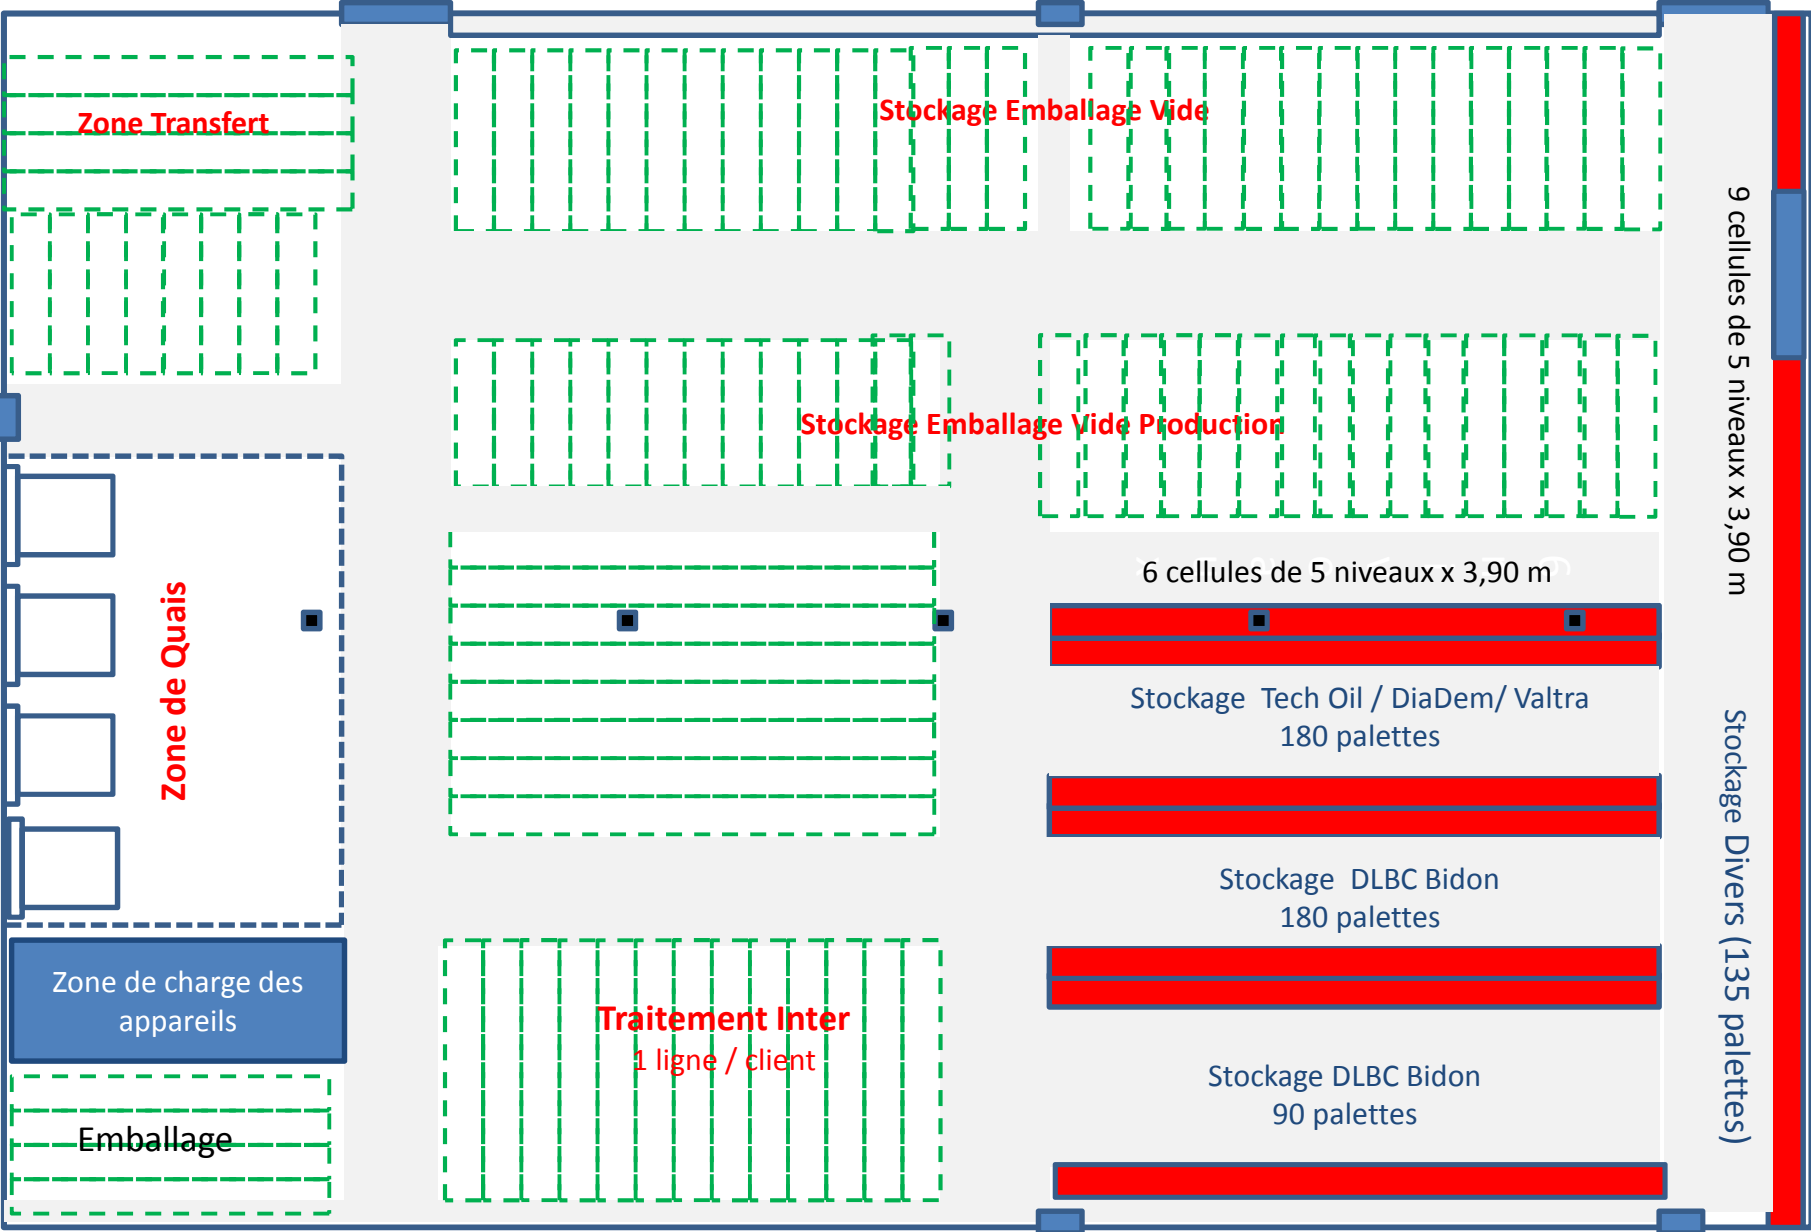 Zone Transfert
Stockage Emballage Vide
9 cellules de 5 niveaux x 3,90 m
Stockage Emballage Vide Production
6 cellules de 5 niveaux x 3,90 m
Zone de Quais
Stockage Tech Oil / DiaDem/ Valtra
180 palettes
Stockage Divers (135 palettes)
Stockage DLBC Bidon
180 palettes
Zone de charge des
appareils
Traitement Inter
1 ligne / client
Stockage DLBC Bidon
90 palettes
Emballage